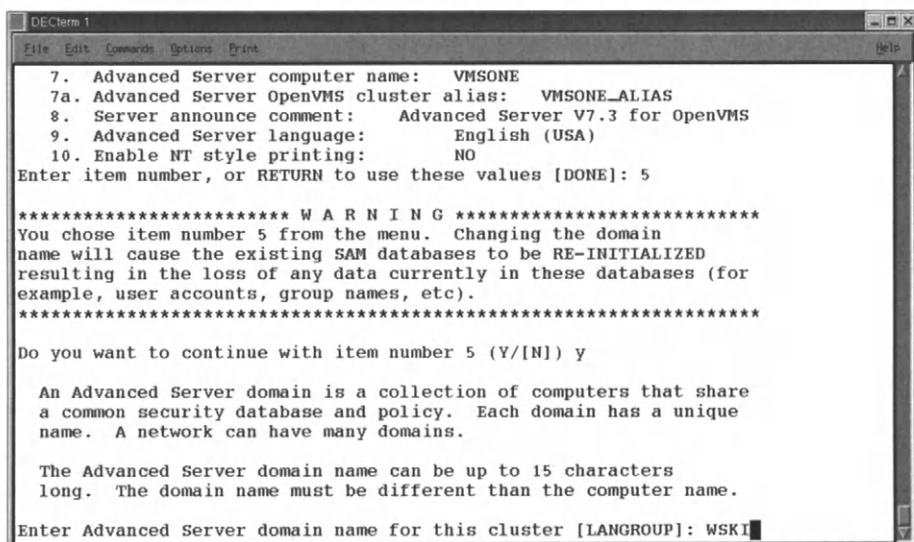 DECterm 1
File Edit Commands Options Print Help
7. Advanced Server computer name: VMSONE
7a. Advanced Server OpenVMS cluster alias: VMSONE_ALIAS
8. Server announce comment: Advanced Server V7.3 for OpenVMS
9. Advanced Server language: English (USA)
10. Enable NT style printing: NO
Enter item number, or RETURN to use these values [DONE]: 5
************************** W A R N I N G ****************************
You chose item number 5 from the menu. Changing the domain
name will cause the existing SAM databases to be RE-INITIALIZED
resulting in the loss of any data currently in these databases (for
example, user accounts, group names, etc).
********************************************************************
Do you want to continue with item number 5 (Y/[N]) y
An Advanced Server domain is a collection of computers that share
a common security database and policy. Each domain has a unique
name. A network can have many domains.
The Advanced Server domain name can be up to 15 characters
long. The domain name must be different than the computer name.
Enter Advanced Server domain name for this cluster [LANGROUP]: WSKI